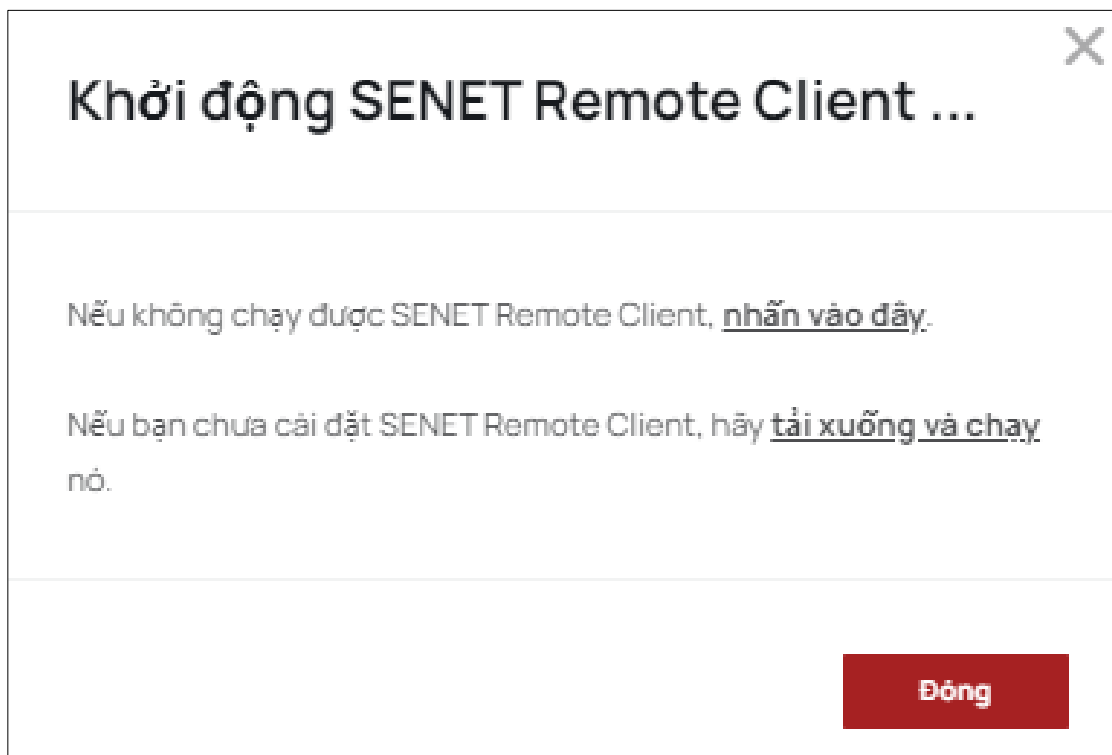 Khởi động SENET Remote Client ...
Nếu không chạy được SENET Remote Client, nhấn vào đây.
Nếu bạn chưa cài đặt SENET Remote Client, hãy tải xuống và chạy
nó.
Đóng